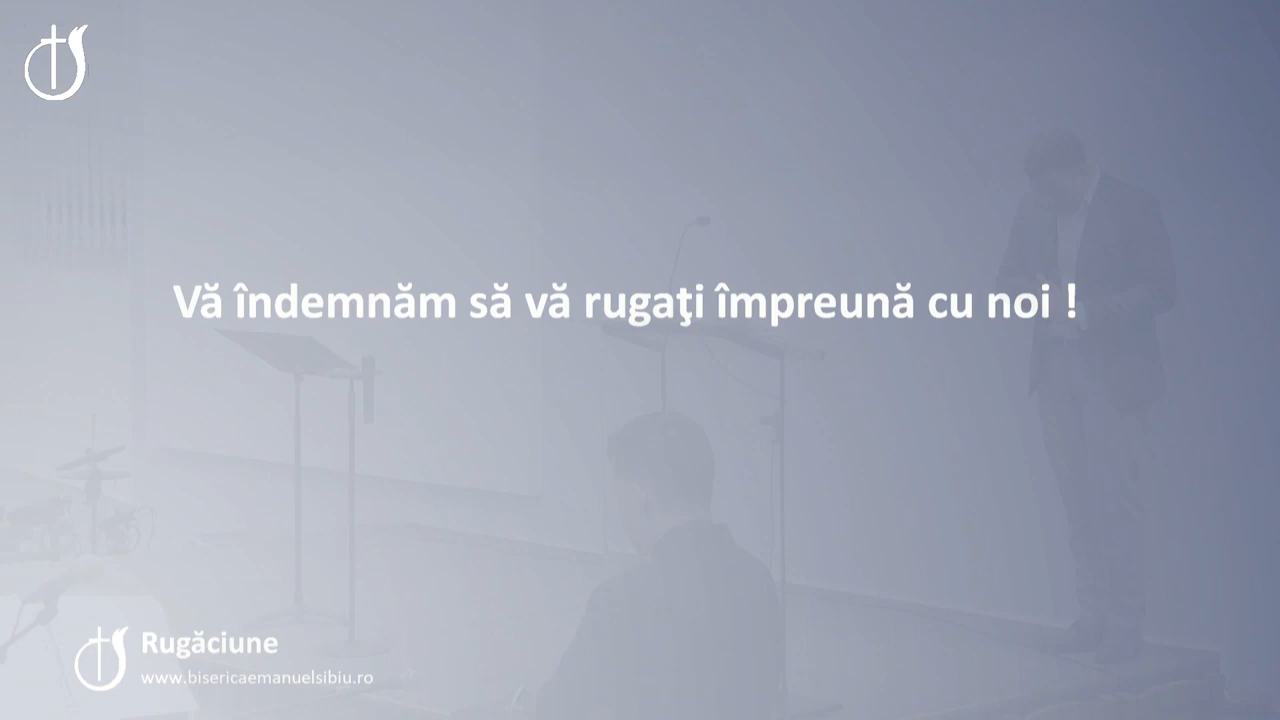 Vă îndemnăm să vă rugaţi împreună cu noi !
Rugăciune
www.bisericaemanuelsibiu.ro